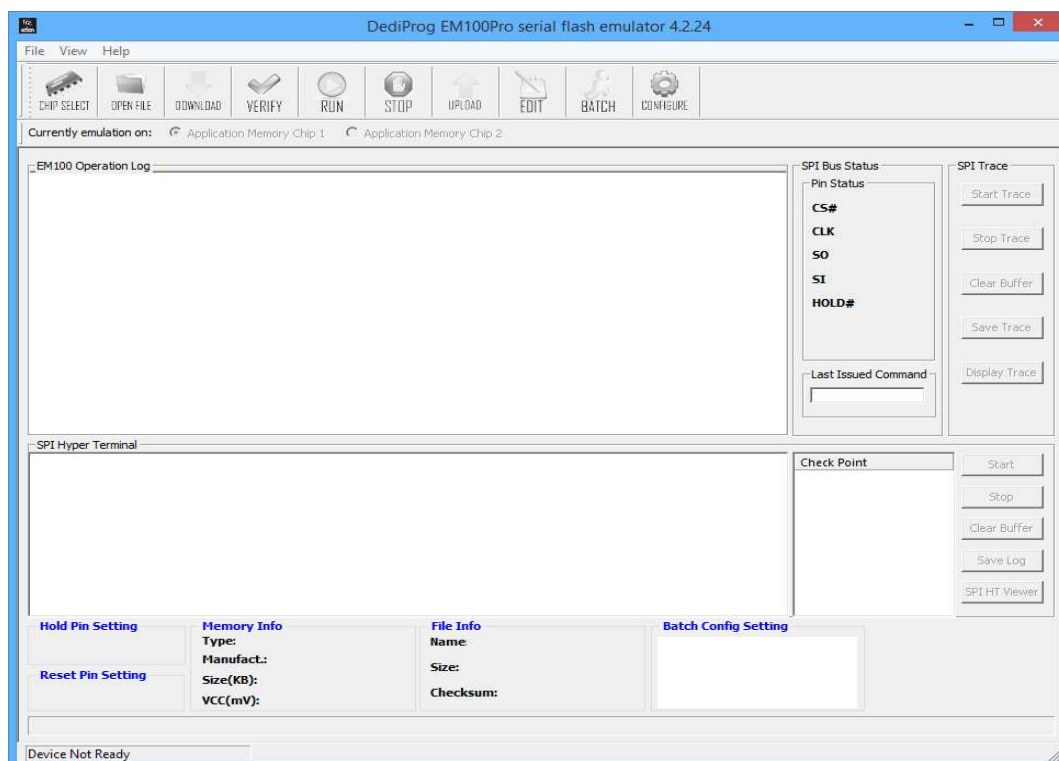 DediProg EM100Pro serial flash emulator 4.2.24
File View Help
CHIP SELECT OPEN FILE DOWNLOAD VERIFY RUN STOP UPLOAD EDIT BATCH CONFIGURE
Currently emulation on: Application Memory Chip 1 Application Memory Chip 2
EM100 Operation Log
SPI Bus Status
Pin Status
CS#
CLK
SO
SI
HOLD#
Last Issued Command
SPI Trace
Start Trace
Stop Trace
Clear Buffer
Save Trace
Display Trace
SPI Hyper Terminal
Check Point
Start
Stop
Clear Buffer
Save Log
SPI HT Viewer
Hold Pin Setting
Reset Pin Setting
Memory Info
Type:
Manufact.:
Size(KB):
VCC(mV):
File Info
Name
Size:
Checksum:
Batch Config Setting
Device Not Ready